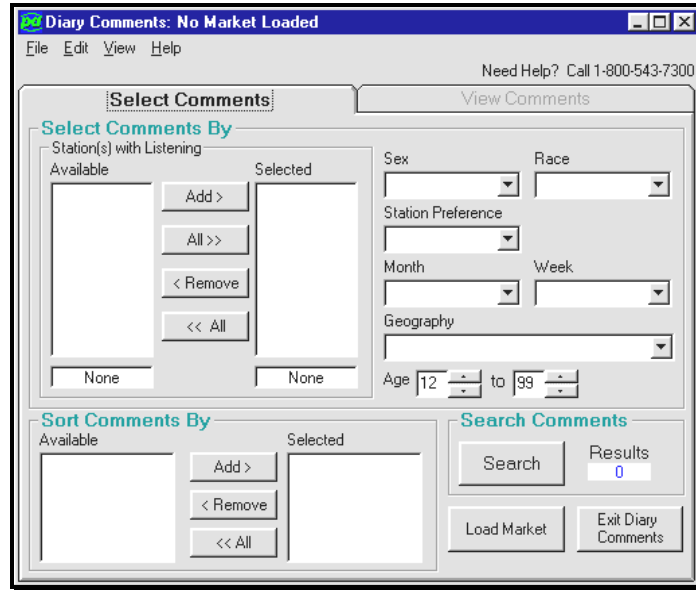 pd Diary Comments: No Market Loaded
File Edit View Help
Need Help? Call 1-800-543-7300
Select Comments View Comments
Select Comments By
Station(s) with Listening
Available Selected
Add >
All >>
< Remove
<< All
None None
Sex Race
Station Preference
Month Week
Geography
Age 12 to 99
Sort Comments By
Available Selected
Add >
< Remove
<< All
Search Comments
Search Results
0
Load Market Exit Diary
Comments